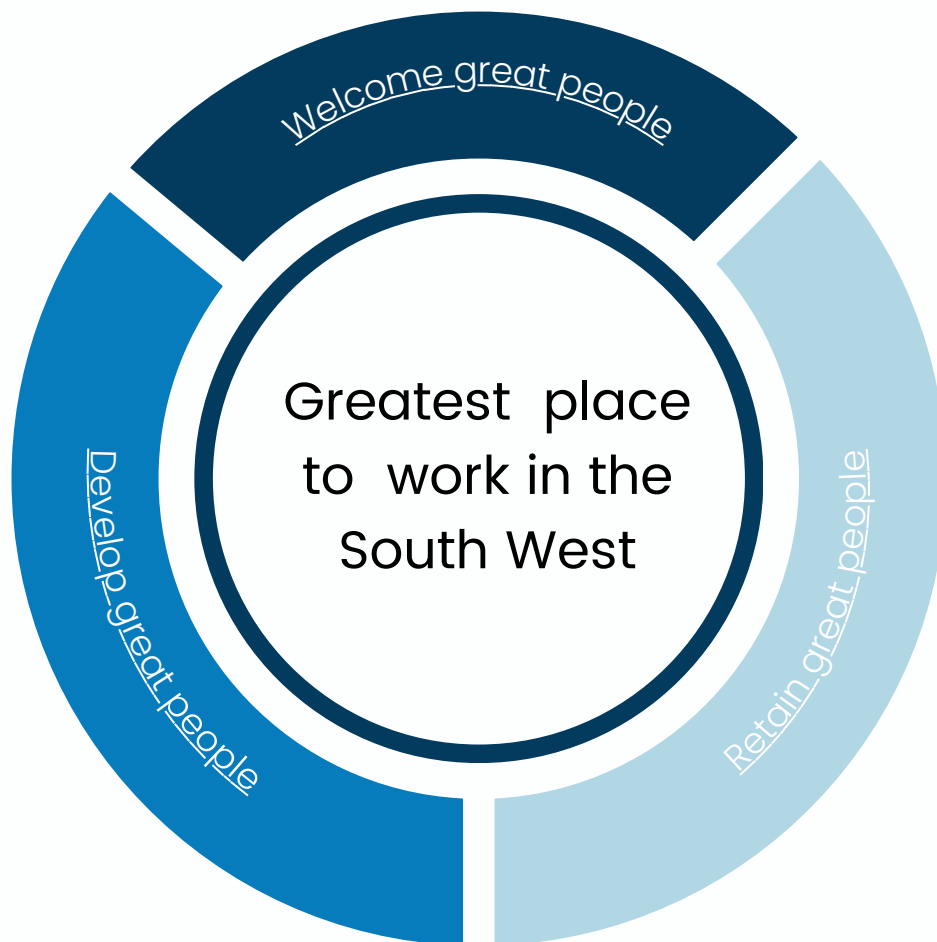 Welcome great people
Greatest place
to work in the
South West
Develop great people
Retain great people